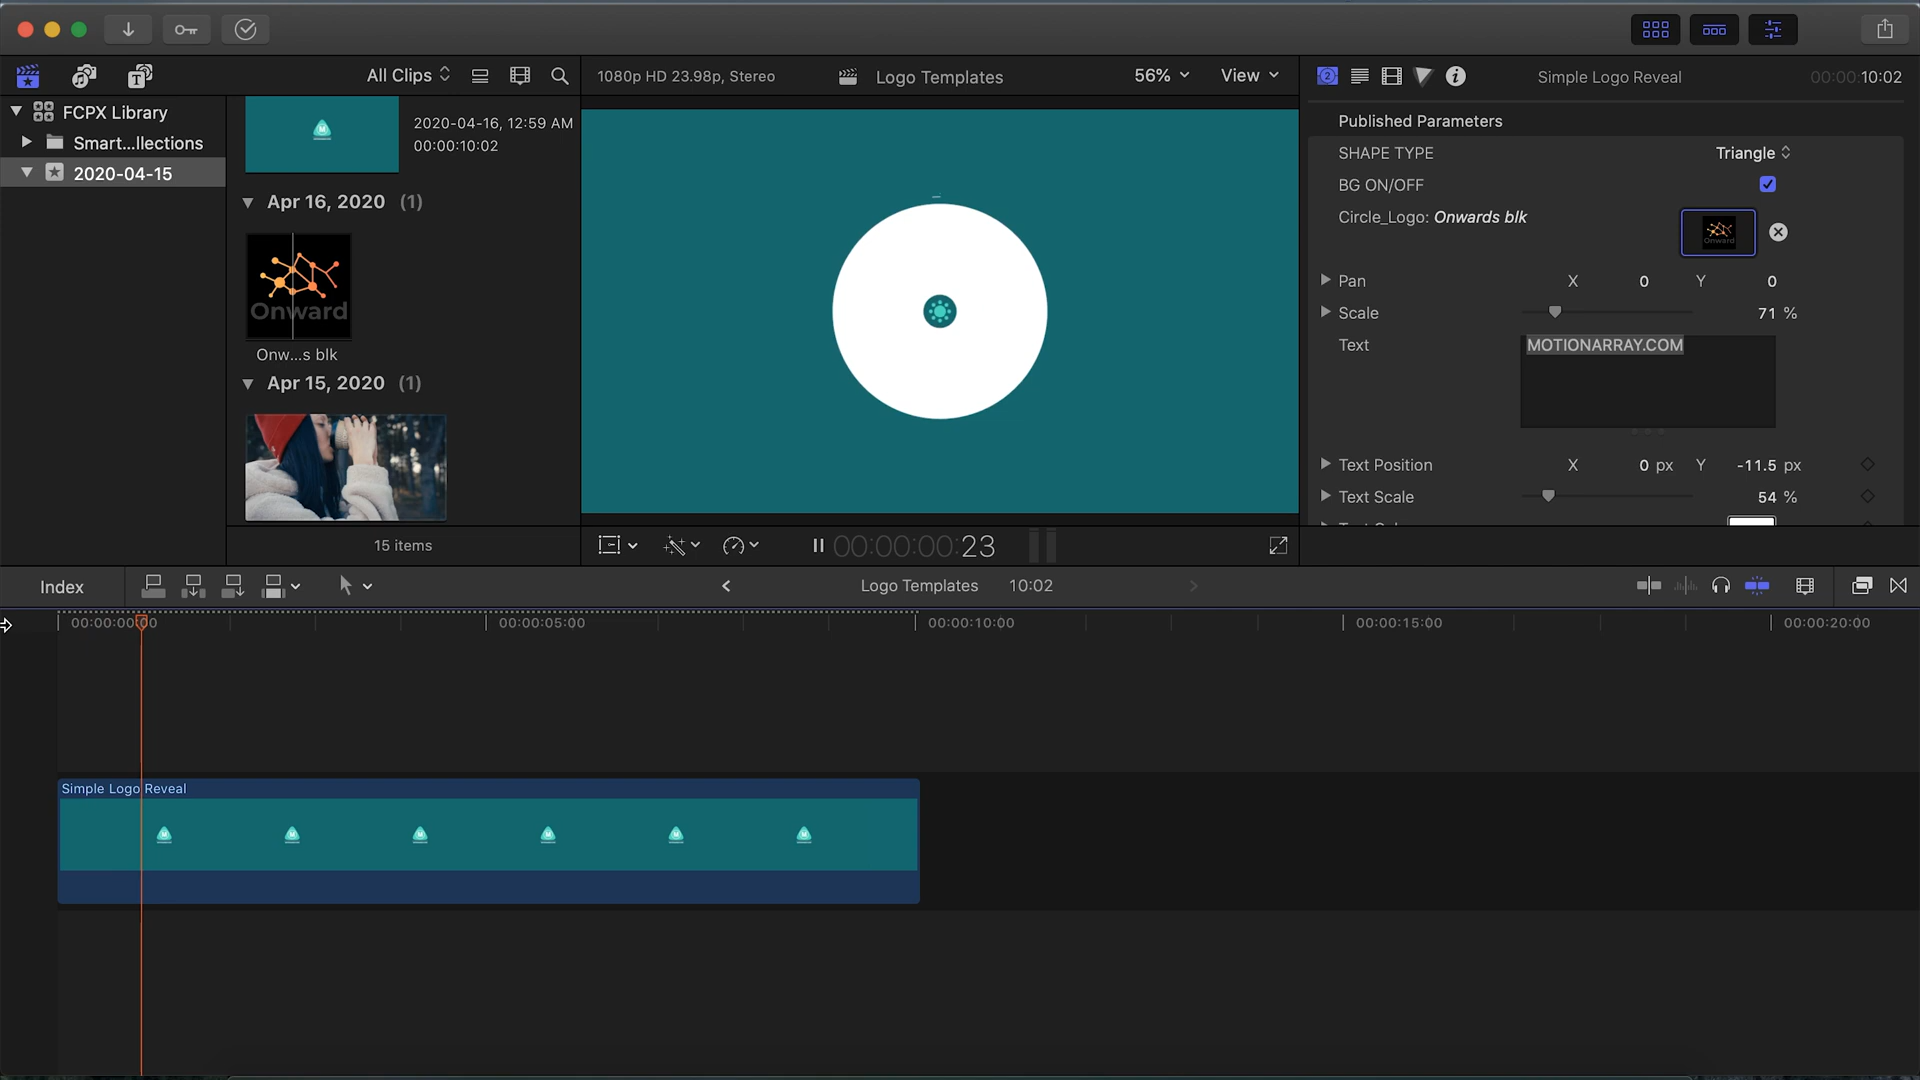 All Clips
1080p HD 23.98p, Stereo
Logo Templates
56%
View
Simple Logo Reveal
00:00:10:02
FCPX Library
Smart...llections
2020-04-15
2020-04-16, 12:59 AM
00:00:10:02
Apr 16, 2020 (1)
Onward
Onw...s blk
Apr 15, 2020 (1)
15 items
00:00:00:23
Published Parameters
SHAPE TYPE
Triangle
BG ON/OFF
Circle_Logo: Onwards blk
Onward
Pan
X 0 Y 0
Scale
71 %
Text
MOTIONARRAY.COM
Text Position
X 0 px Y -11.5 px
Text Scale
54 %
Index
Logo Templates
10:02
00:00:05:00
00:00:10:00
00:00:15:00
00:00:20:00
Simple Logo Reveal